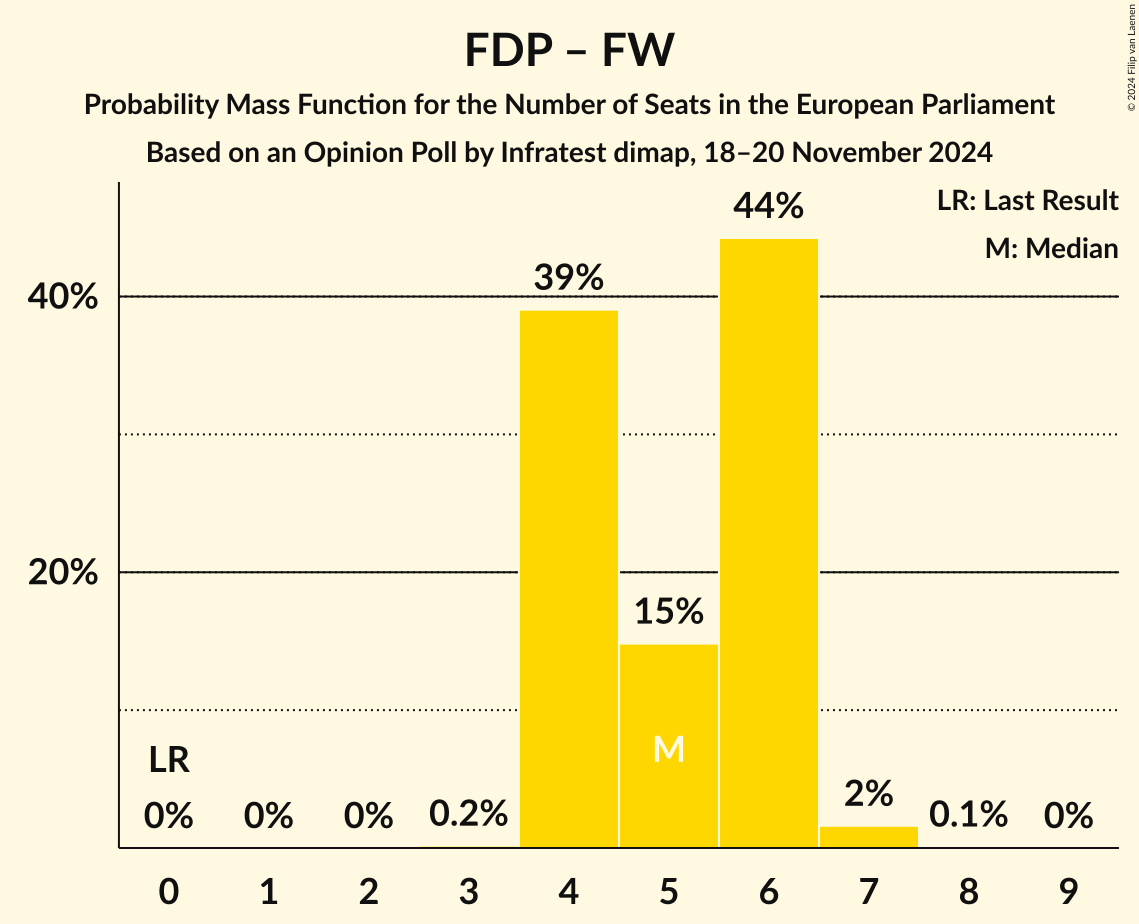 FDP – FW
Probability Mass Function for the Number of Seats in the European Parliament
Based on an Opinion Poll by Infratest dimap, 18–20 November 2024
© 2024 Filip van Laenen
LR: Last Result
M: Median
44%
39%
40%
20%
15%
M
LR
0%
0%
0%
0.2%
2%
0.1%
0%
0 1 2 3 4 5 6 7 8 9